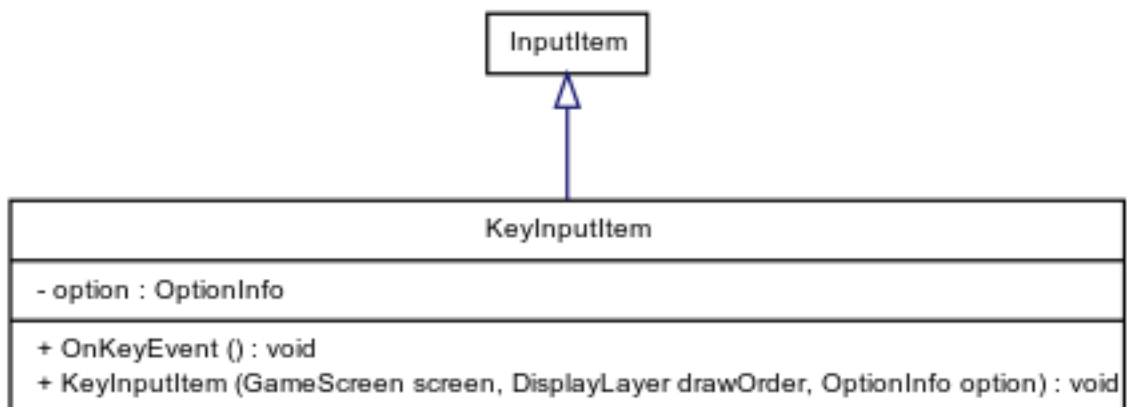 InputItem
KeyInputItem
- option : OptionInfo
+ OnKeyEvent () : void
+ KeyInputItem (GameScreen screen, DisplayLayer drawOrder, OptionInfo option) : void